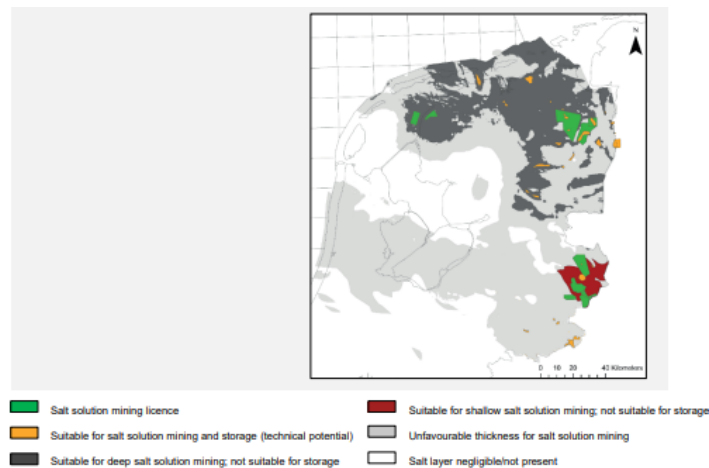 N
0 10 20 40 Kilometers
Salt solution mining licence
Suitable for shallow salt solution mining; not suitable for storage
Suitable for salt solution mining and storage (technical potential)
Unfavourable thickness for salt solution mining
Suitable for deep salt solution mining; not suitable for storage
Salt layer negligible/not present